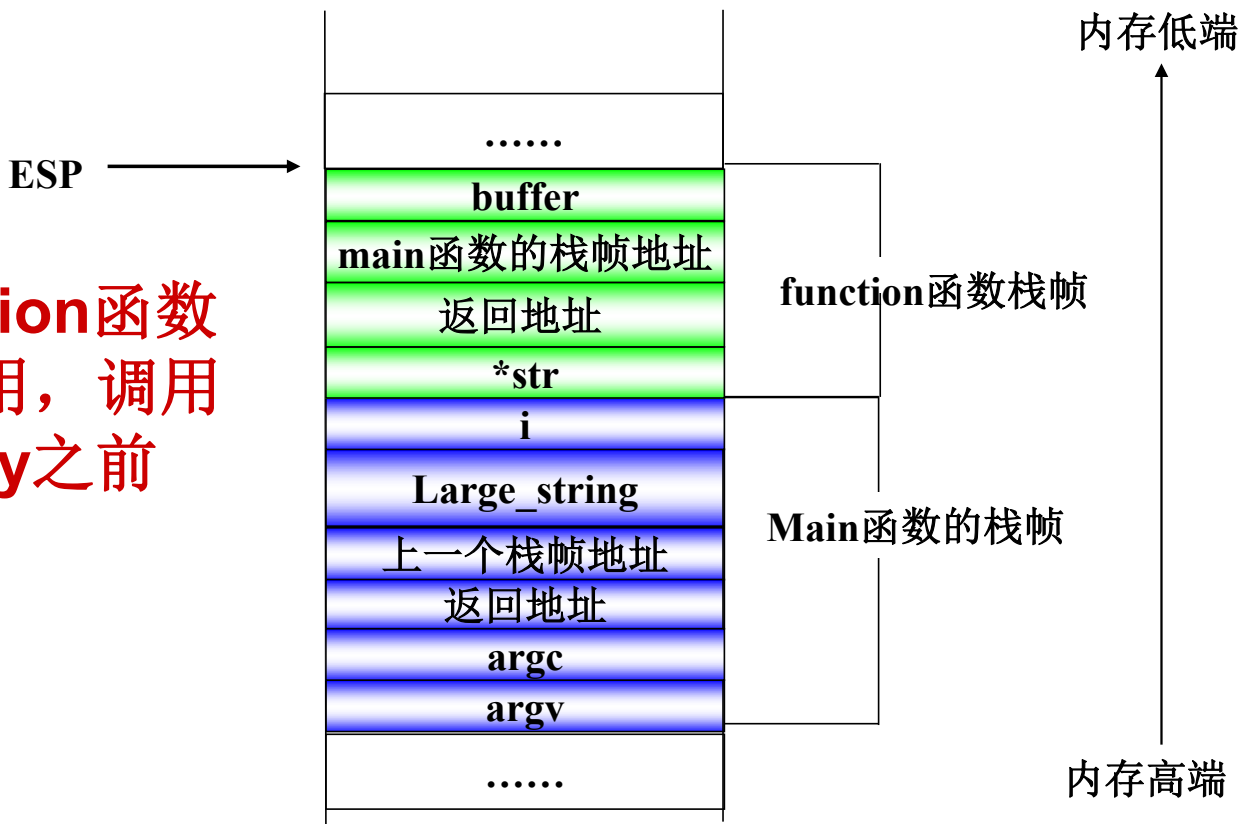 内存低端
……
ESP
buffer
main函数的栈帧地址
返回地址
*str
function函数栈帧
ion函数
用，调用
y之前
i
Large_string
上一个栈帧地址
返回地址
argc
argv
Main函数的栈帧
……
内存高端